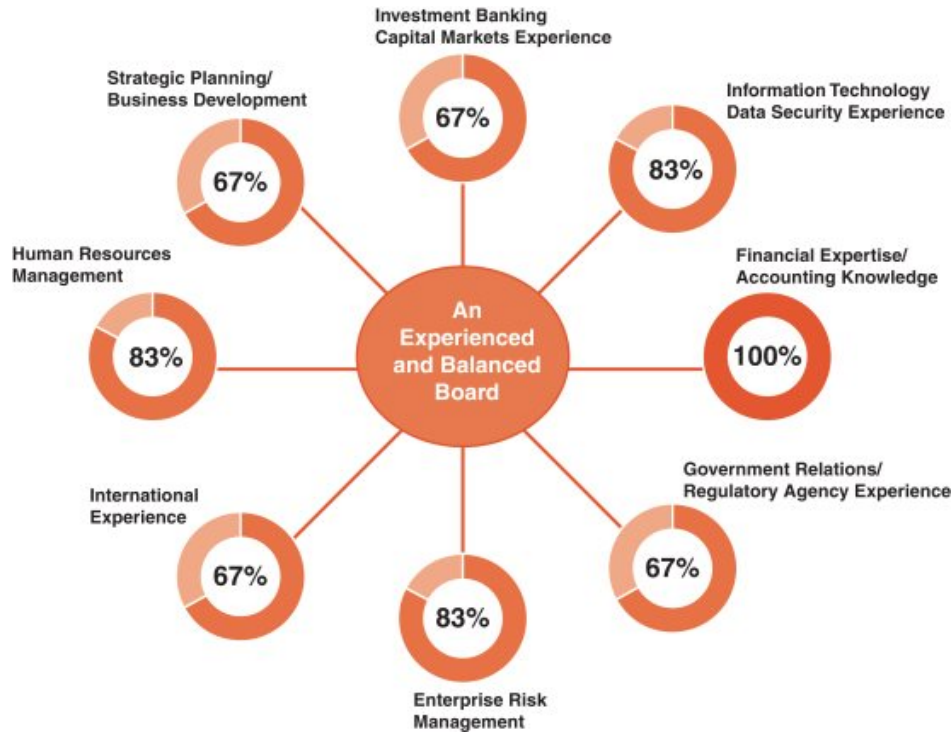 Investment Banking
Capital Markets Experience
67%
Strategic Planning/
Business Development
67%
Information Technology
Data Security Experience
83%
Human Resources
Management
83%
Financial Expertise/
Accounting Knowledge
100%
An
Experienced
and Balanced
Board
International
Experience
67%
Government Relations/
Regulatory Agency Experience
67%
83%
Enterprise Risk
Management